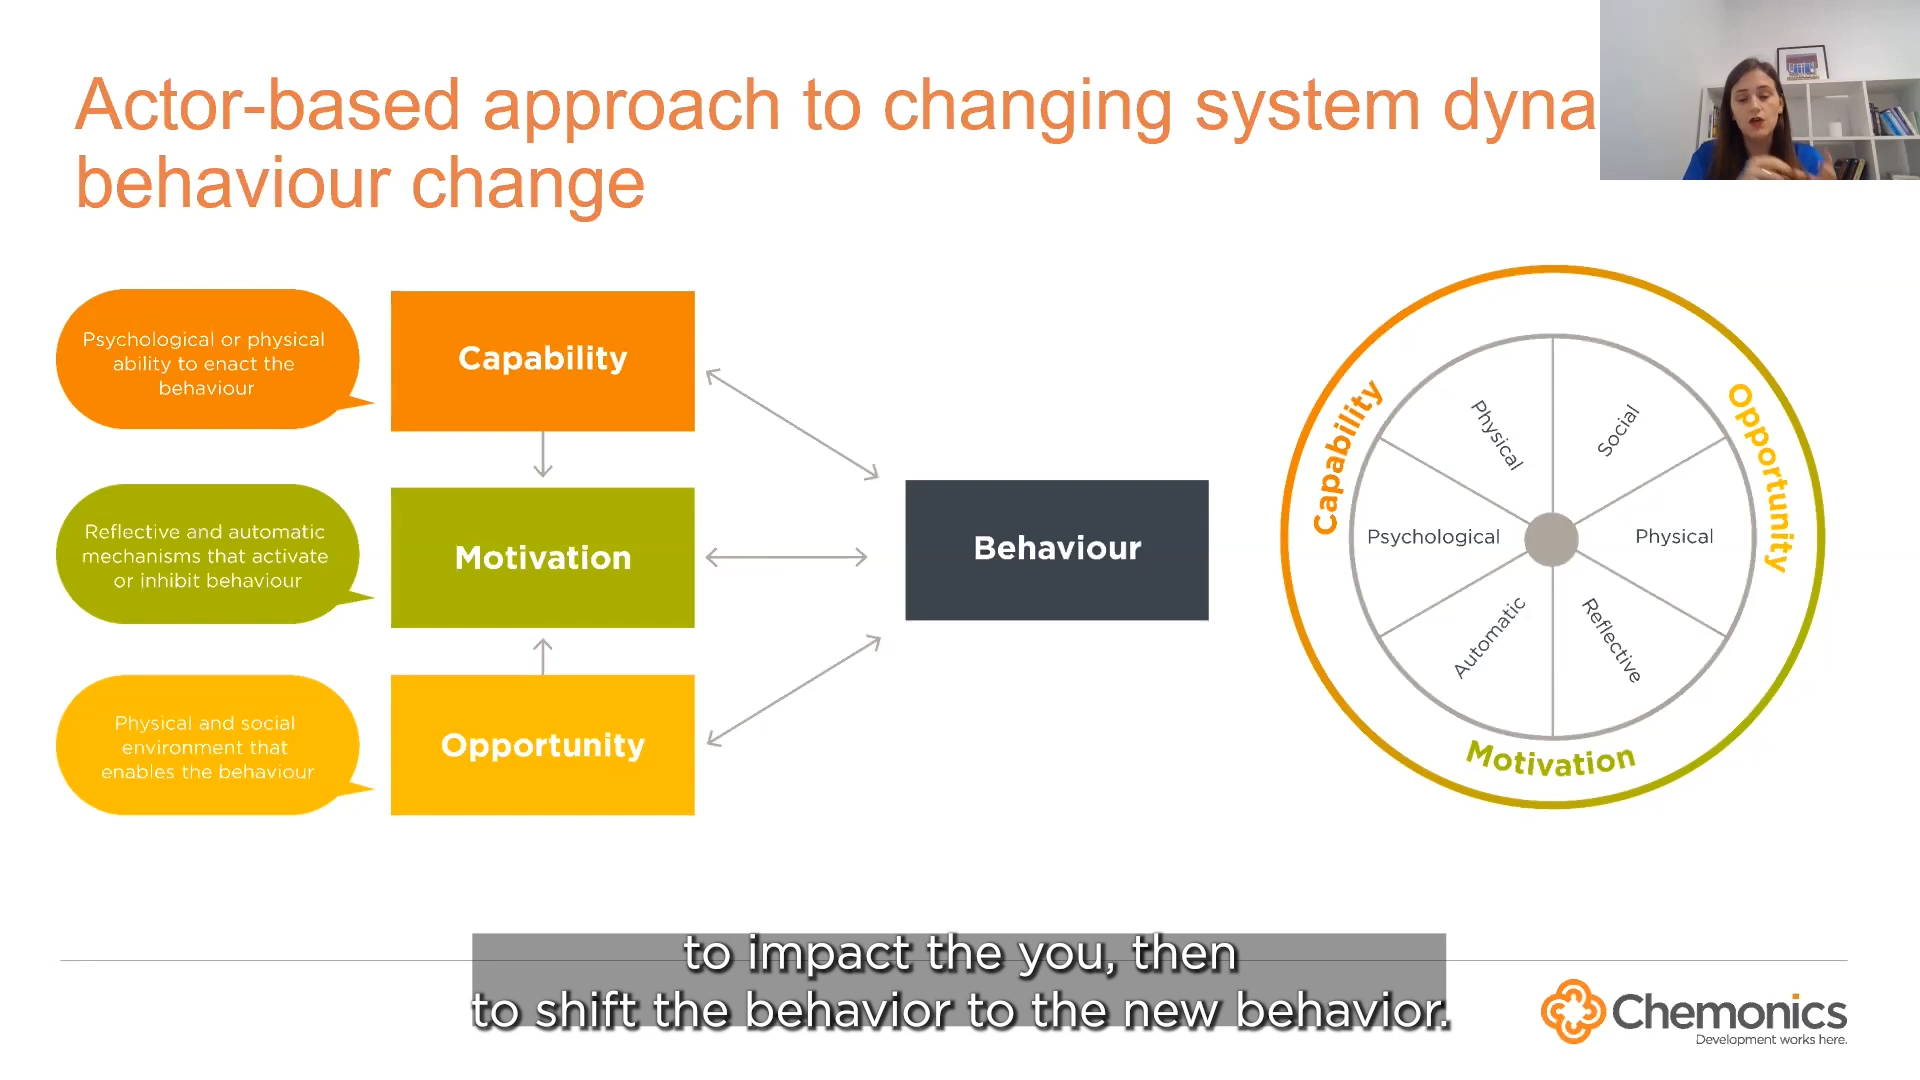 Actor-based approach to changing system dyna
behaviour change
Psychological or physical
ability to enact the
behaviour
Capability
Reflective and automatic
mechanisms that activate
or inhibit behaviour
Motivation
Behaviour
Physical and social
environment that
enables the behaviour
Opportunity
Capability
Opportunity
Motivation
Physical
Social
Psychological
Physical
Automatic
Reflective
to impact the you, then
to shift the behavior to the new behavior.
Chemonics
Development works here.